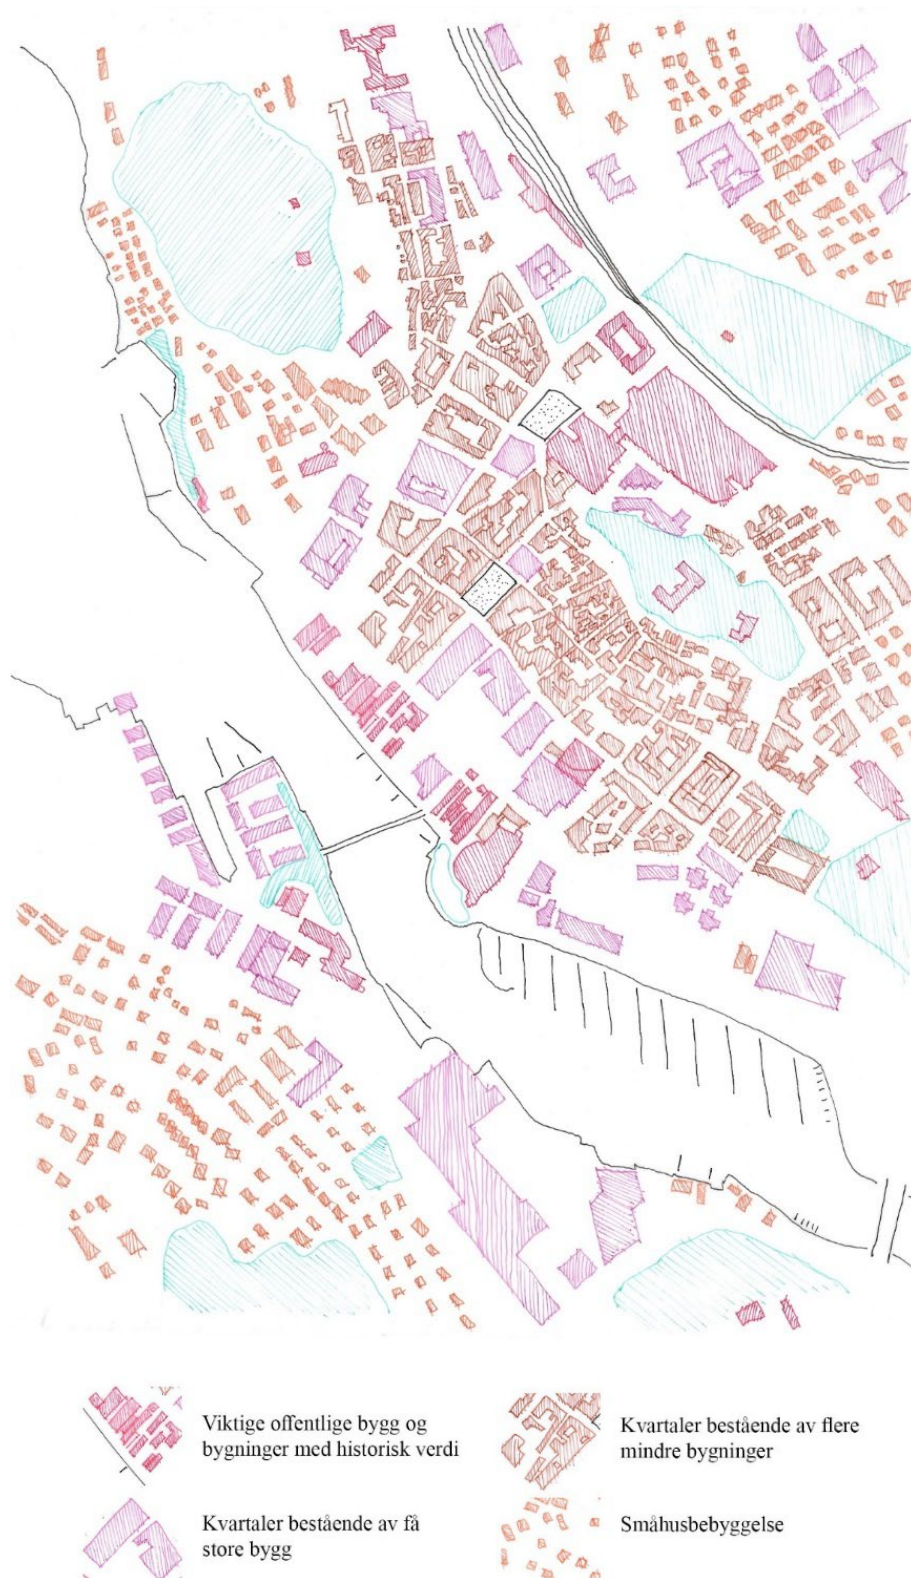 Viktige offentlige bygg og
bygninger med historisk verdi
Kvartaler bestående av flere
mindre bygninger
Kvartaler bestående av få
store bygg
Småhusbebyggelse